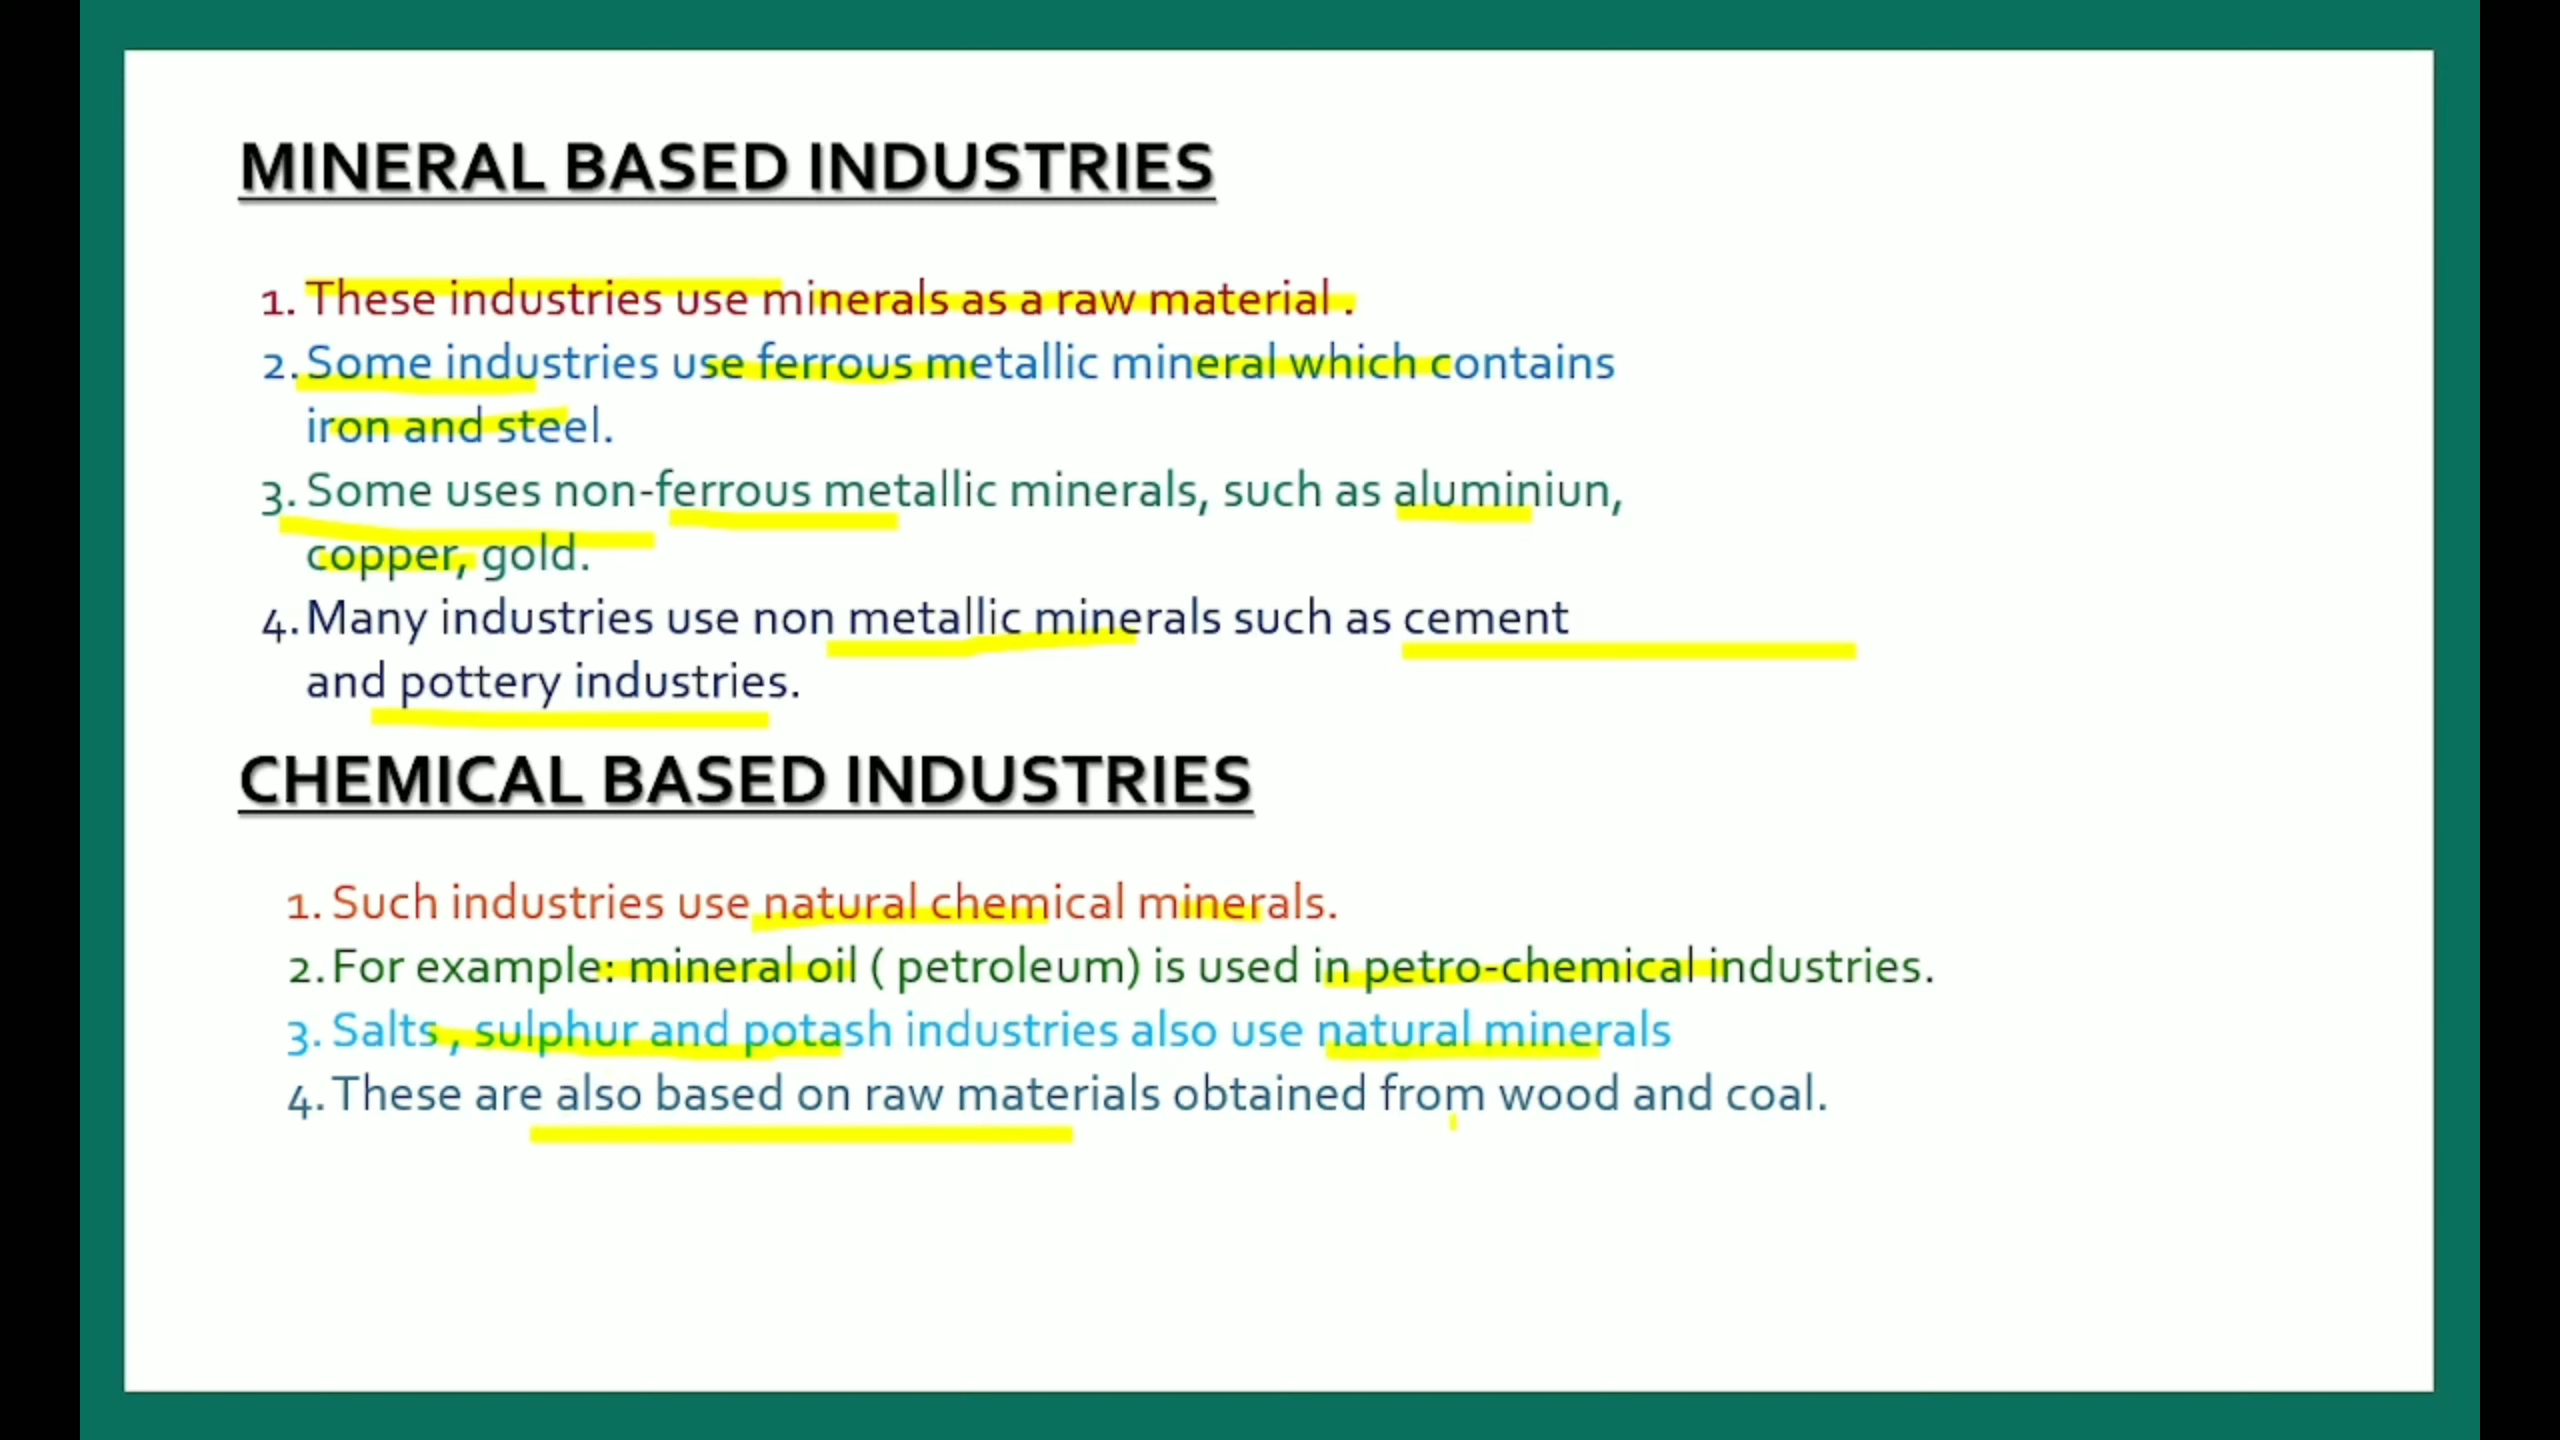 MINERAL BASED INDUSTRIES
1. These industries use minerals as a raw material .
2. Some industries use ferrous metallic mineral which contains
iron and steel.
3. Some uses non-ferrous metallic minerals, such as aluminiun,
copper, gold.
4. Many industries use non metallic minerals such as cement
and pottery industries.
CHEMICAL BASED INDUSTRIES
1. Such industries use natural chemical minerals.
2. For example: mineral oil ( petroleum) is used in petro-chemical industries.
3. Salts , sulphur and potash industries also use natural minerals
4. These are also based on raw materials obtained from wood and coal.